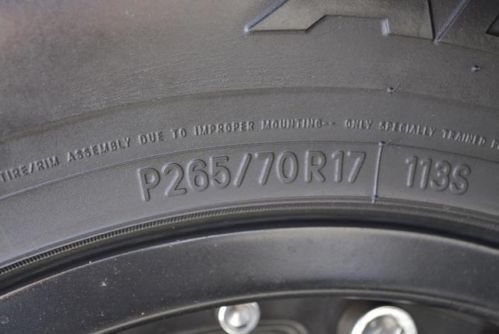 TIRE/RIM ASSEMBLY DUE TO IMPROPER MOUNTING-- ONLY SPECIALLY TRAINED
P265/70R17 113S